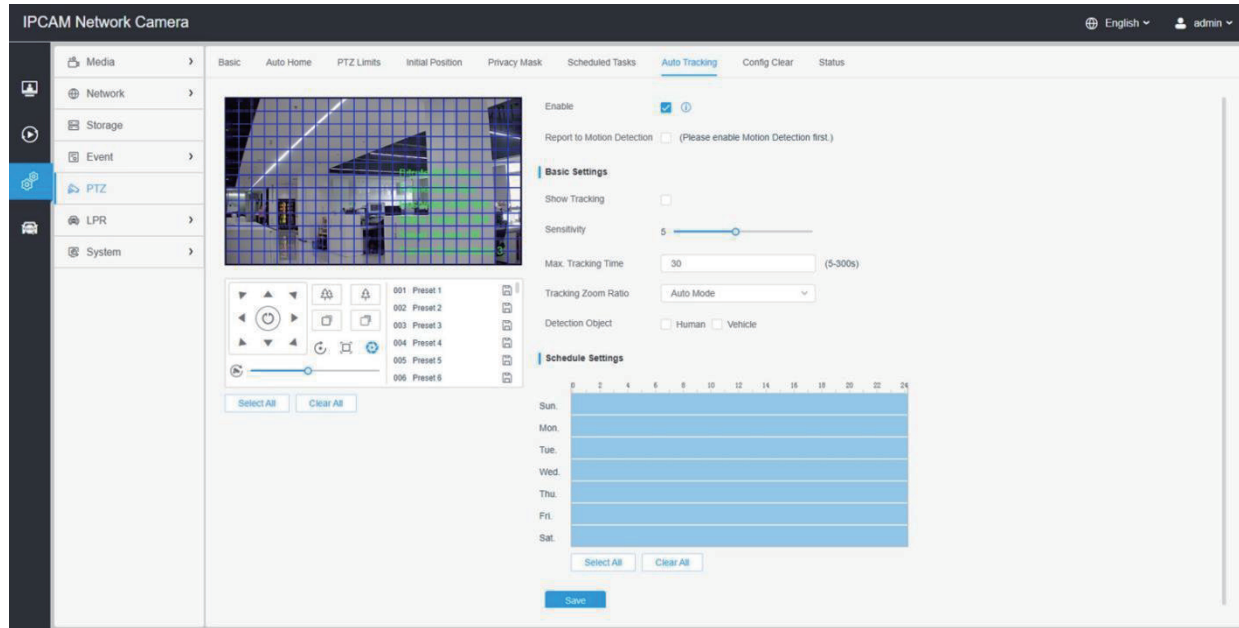 IPCAM Network Camera
English
admin
Media
Network
Storage
Event
PTZ
LPR
System
Basic Auto Home PTZ Limits Initial Position Privacy Mask Scheduled Tasks Auto Tracking Config Clear Status
Enable
Report to Motion Detection (Please enable Motion Detection first.)
Basic Settings
Show Tracking
Sensitivity 5
Max. Tracking Time 30 (5-300s)
Tracking Zoom Ratio Auto Mode
Detection Object Human Vehicle
001 Preset 1
002 Preset 2
003 Preset 3
004 Preset 4
005 Preset 5
006 Preset 6
Select All Clear All
Schedule Settings
0 2 4 6 8 10 12 14 16 18 20 22 24
Sun.
Mon.
Tue.
Wed.
Thu.
Fri.
Sat.
Select All Clear All
Save